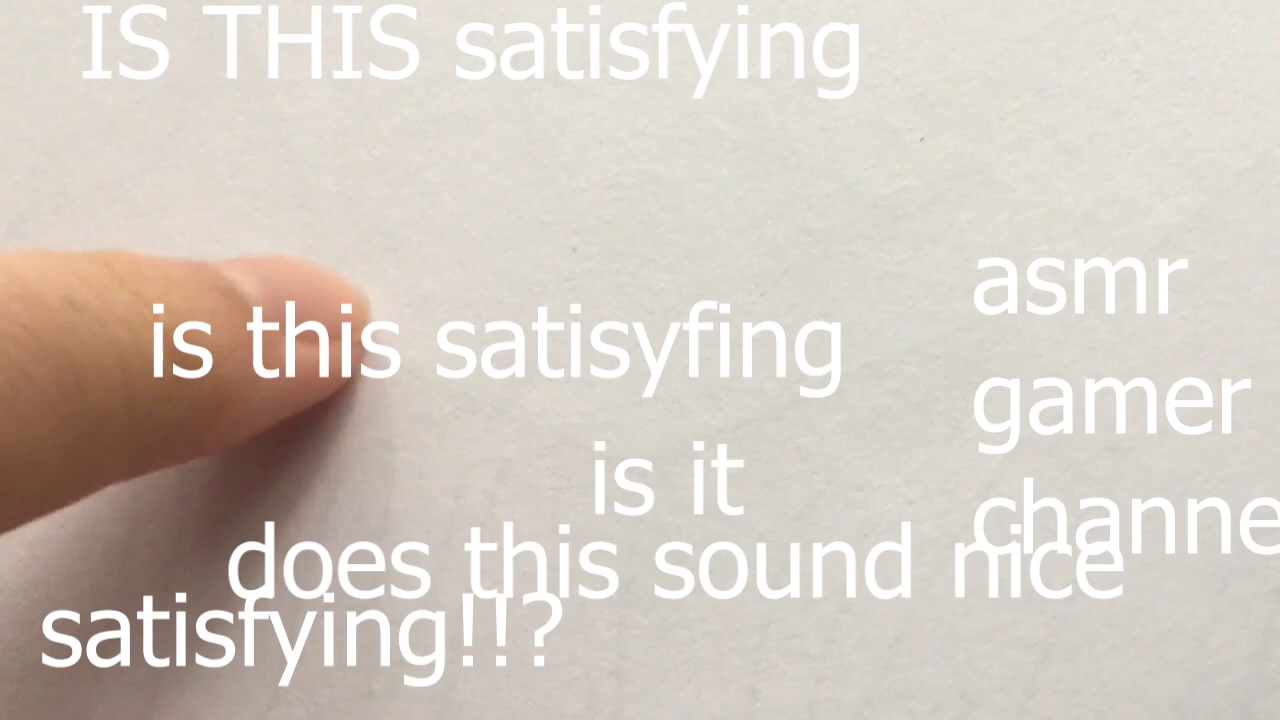 IS THIS satisfying
is this satisyfing
asmr
gamer
channe
is it
does this sound nice
satisfying!!?